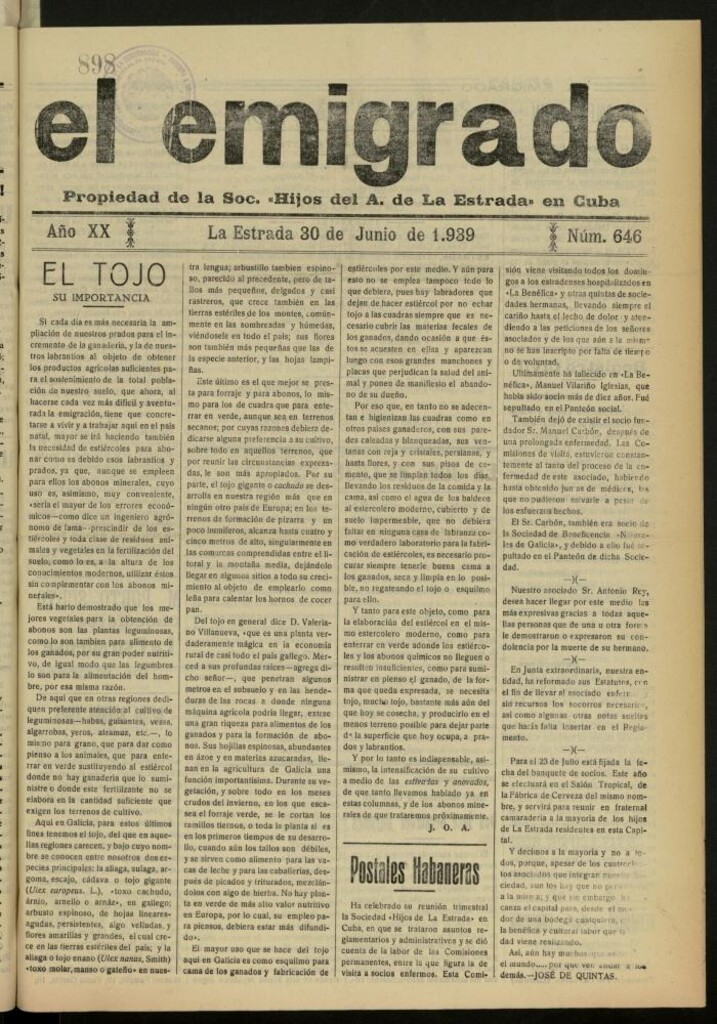 898
el emigrado
Propiedad de la Soc. «Hijos del A. de La Estrada» en Cuba
Año XX
La Estrada 30 de Junio de 1.939
Núm. 646
EL TOJO
SU IMPORTANCIA
Si cada día es más necesaria la am-
pliación de nuestros prados para el in-
cremento de la ganadería, y la de nues-
tros labrantíos al objeto de obtener
los productos agrícolas suficientes pa-
ra el sostenimiento de la total pobla-
ción de nuestro suelo, que ahora, al
hacerse cada vez más difícil y aventu-
rada la emigración, tiene que concre-
tarse a vivir y a trabajar aquí en el país
natal, mayor se irá haciendo también
la necesidad de estiércoles para abo-
nar como es debido esos labrantíos y
prados, ya que, aunque se empleen
para ellos los abonos minerales, cuyo
uso es, asimismo, muy conveniente,
«sería el mayor de los errores econó-
micos—como dice un ingeniero agró-
nomo de fama—prescindir de los es-
tiércoles y toda clase de residuos ani-
males y vegetales en la fertilización del
suelo, como lo es, a la altura de los
conocimientos modernos, utilizar éstos
sin complementar con los abonos mi-
nerales».
Está harto demostrado que los me-
jores vegetales para la obtención de
abonos son las plantas leguminosas,
como lo son tambien para alimento de
los ganados, por su gran poder nutriti-
vo, de igual modo que las legumbres
lo son para la alimentación del hom-
bre, por esa misma razón.
De aquí que en otras regiones dedi-
quen preferente atención al cultivo de
leguminosas—habas, guisantes, vezas,
algarrobas, yeros, atramuz, etc.—, lo
mismo para grano, que para dar como
pienso a los animales, que para ente-
rrar en verde sustituyendo al estiércol
donde no hay ganadería que lo sumi-
nistre o donde este fertilizante no se
elabora en la cantidad suficiente que
exigen los terrenos de cultivo.
Aquí en Galicia, para estos últimos
fines tenemos el tojo, del que en aque-
llas regiones carecen, y bajo cuyo nom-
bre se conocen entre nosotros dos es-
pecies principales: la aliaga, aulaga, ar-
goma, escajo, cádava o tojo gigante
(Ulex europeus. L.), «toxo cachudo,
árnio, arnello o arnáz», en gallego;
arbusto espinoso, de hojas lineares
agudas, persistentes, algo velludas, y
flores amarillas y grandes, el cual cre-
ce en las tierras estériles del país; y la
aliaga o tojo enano (Ulex nanus, Smith)
«toxo molar, manso o gateño» en nues-
tra lengua; arbustillo tambien espino-
so, parecido al precedente, pero de ta-
llos más pequeños, delgados y casi
rastreros, que crece también en las
tierras estériles de los montes, común-
mente en las sombreadas y húmedas,
viéndosele en todo el país; sus flores
son también más pequeñas que las de
la especie anterior, y las hojas lampi-
ñas.
Este último es el que mejor se pres-
ta para forraje y para abonos, lo mis-
mo para los de cuadra que para ente-
rrar en verde, aunque sea en terrenos
secanos; por cuyas razones debiera de-
dicarse alguna preferencia a su cultivo,
sobre todo en aquellos terrenos, que
por reunir las circunstancias expresa-
das, le son más apropiados. Por su
parte, el tojo gigante o cachudo se des-
arrolla en nuestra región más que en
ningún otro país de Europa; en los te-
rrenos de formación de pizarra y un
poco humíferos, alcanza hasta cuatro y
cinco metros de alto, singularmente en
las comarcas comprendidas entre el li-
toral y la montaña media, dejándolo
llegar en algunos sitios a todo su creci-
miento al objeto de emplearlo como
leña para calentar los hornos de cocer
pan.
Del tojo en general dice D. Valeria-
no Villanueva, «que es una planta ver-
daderamente mágica en la economía
rural de casi todo el país gallego. Mer-
ced a sus profundas raíces—agrega di-
cho señor—, que penetran algunos
metros en el subsuelo y en las hende-
duras de las rocas a donde ninguna
máquina agrícola podría llegar, extrae
una gran riqueza para alimentos de los
ganados y para la formación de abo-
nos. Sus hojillas espinosas, abundantes
en ázoe y en materias azucaradas, lle-
nan en la agricultura de Galicia una
función importantísima. Durante su ve-
getación, y sobre todo en los meses
crudos del invierno, en los que esca-
sea el forraje verde, se le cortan los
ramillos tiernos, o toda la planta si es
en los primeros tiempos de su desarro-
llo, cuando aún los tallos son débiles,
y se sirven como alimento para las va-
cas de leche y para las caballerías, des-
pués de picados y triturados, mezclán-
dolos con algo de hierba. No hay plan-
ta en verde de más alto valor nutritivo
en Europa, por lo cual, su empleo pa-
ra piensos, debiera estar más difundi-
do».
El mayor uso que se hace del tojo
aquí en Galicia es como esquilmo para
cama de los ganados y fabricación de
estiércoles por este medio. Y aún para
esto no se emplea tampoco todo lo
que debiera, pues hay labradores que
dejan de hacer estiércol por no echar
tojo a las cuadras siempre que es ne-
cesario cubrir las materias fecales de
los ganados, dando ocasión a que és-
tos se acuesten en ellas y aparezcan
luego con esos grandes manchones y
placas que perjudican la salud del ani-
mal y ponen de manifiesto el abando-
no de su dueño.
Por eso que, en tanto no se adecen-
tan e higienizan las cuadras como en
otros países ganaderos, con sus pare-
des caleadas y blanqueadas, sus ven-
tanas con reja y cristales, persianas, y
hasta flores, y con sus pisos de ce-
mento, que se limpian todos los días,
llevando los residuos de la comida y la
cama, así como el agua de los baldeos
al estercolero moderno, cubierto y de
suelo impermeable, que no debiera
faltar en ninguna casa de labranza co-
mo verdadero laboratorio para la fabri-
cación de estiércoles, es necesario pro-
curar siempre tenerle buena cama a
los ganados, seca y limpia en lo posi-
ble, no regateando el tojo o esquilmo
para ello.
Y tanto para este objeto, como para
la elaboración del estiércol en el mis-
mo estercolero moderno, como para
enterrar en verde adonde los estiérco-
les y los abonos químicos no lleguen o
resulten insuficientes, como para sumi-
nistrar en pienso el ganado, de la for-
ma que queda expresada, se necesita
tojo, mucho tojo, bastante más aún del
que hoy se cosecha, y producirlo en el
menos terreno posible para dejar parte
de la superficie que hoy ocupa, a pra-
dos y labrantíos.
Y por lo tanto es indispensable, asi-
mismo, la intensificación de su cultivo
a medio de las estivadas y anovados,
de que tanto llevamos hablado ya en
estas columnas, y de los abonos mine-
rales de que trataremos próximamente.
J. O. A.
Postales Habaneras
Ha celebrado su reunión trimestral
la Sociedad «Hijos de La Estrada» en
Cuba, en que se trataron asuntos re-
glamentarios y administrativos y se dió
cuenta de la labor de las Comisiones
permanentes, entre la que figura la de
visita a socios enfermos. Esta Comi-
sión viene visitando todos los domin-
gos a los estradenses hospitalizados en
«La Benéfica» y otras quintas de socie-
dades hermanas, llevando siempre el
cariño hasta el lecho de dolor y aten-
diendo a las peticiones de los señores
asociados y de los que aún a la mismo
no se han inscripto por falta de tiempo
o de voluntad.
Ultimamente ha fallecido en «La Be-
néfica», Manuel Vilariño Iglesias, que
había sido socio más de diez años. Fué
sepultado en el Panteón social.
También dejó de existir el socio fun-
dador Sr. Manuel Carbón, después de
una prolongada enfermedad. Las Co-
misiones de visita, estuvieron constan-
temente al tanto del proceso de la en-
fermedad de este asociado, habiendo
hasta obtenido juntas de médicos, los
que no pudieron salvarle a pesar de
los esfuerzos hechos.
El Sr. Carbón, también era socio de
la Sociedad de Beneficencia «Natura-
les de Galicia», y debido a ello fué se-
pultado en el Panteón de dicha Socie-
dad.
—)(—
Nuestro asociado Sr. Antonio Rey,
desea hacer llegar por este medio las
más expresivas gracias a todas aque-
llas personas que de una u otra forma
le demostraron o expresaron su con-
dolencia por la muerte de su hermano.
—)(—
En Junta extraordinaria, nuestra en-
tidad, ha reformado sus Estatutos, con
el fin de llevar al asociado enfermo,
sin recursos los socorros necesarios,
así como algunas otras notas sueltas
que hacía falta insertar en el Regla-
mento.
—)(—
Para el 23 de Julio está fijada la fe-
cha del banquete de socios. Este año
se efectuará en el Salón Tropical, de
la Fábrica de Cerveza del mismo nom-
bre, y servirá para reunir en fraternal
camaradería a la mayoría de los hijos
de La Estrada residentes en esta Capi-
tal.
Y decimos a la mayoría y no a to-
dos, porque, apesar de los
asociados que integran nuestra so-
ciedad, aun los hay que no
a la misma; y que sin embargo
canza el capital para, desde el
dor de una bodega cualquiera,
la benéfica y cultural labor que
dad viene realizando.
Así, aún hay muchos que
el mundo..... por que ven andar a los
demás.—JOSÉ DE QUINTAS.